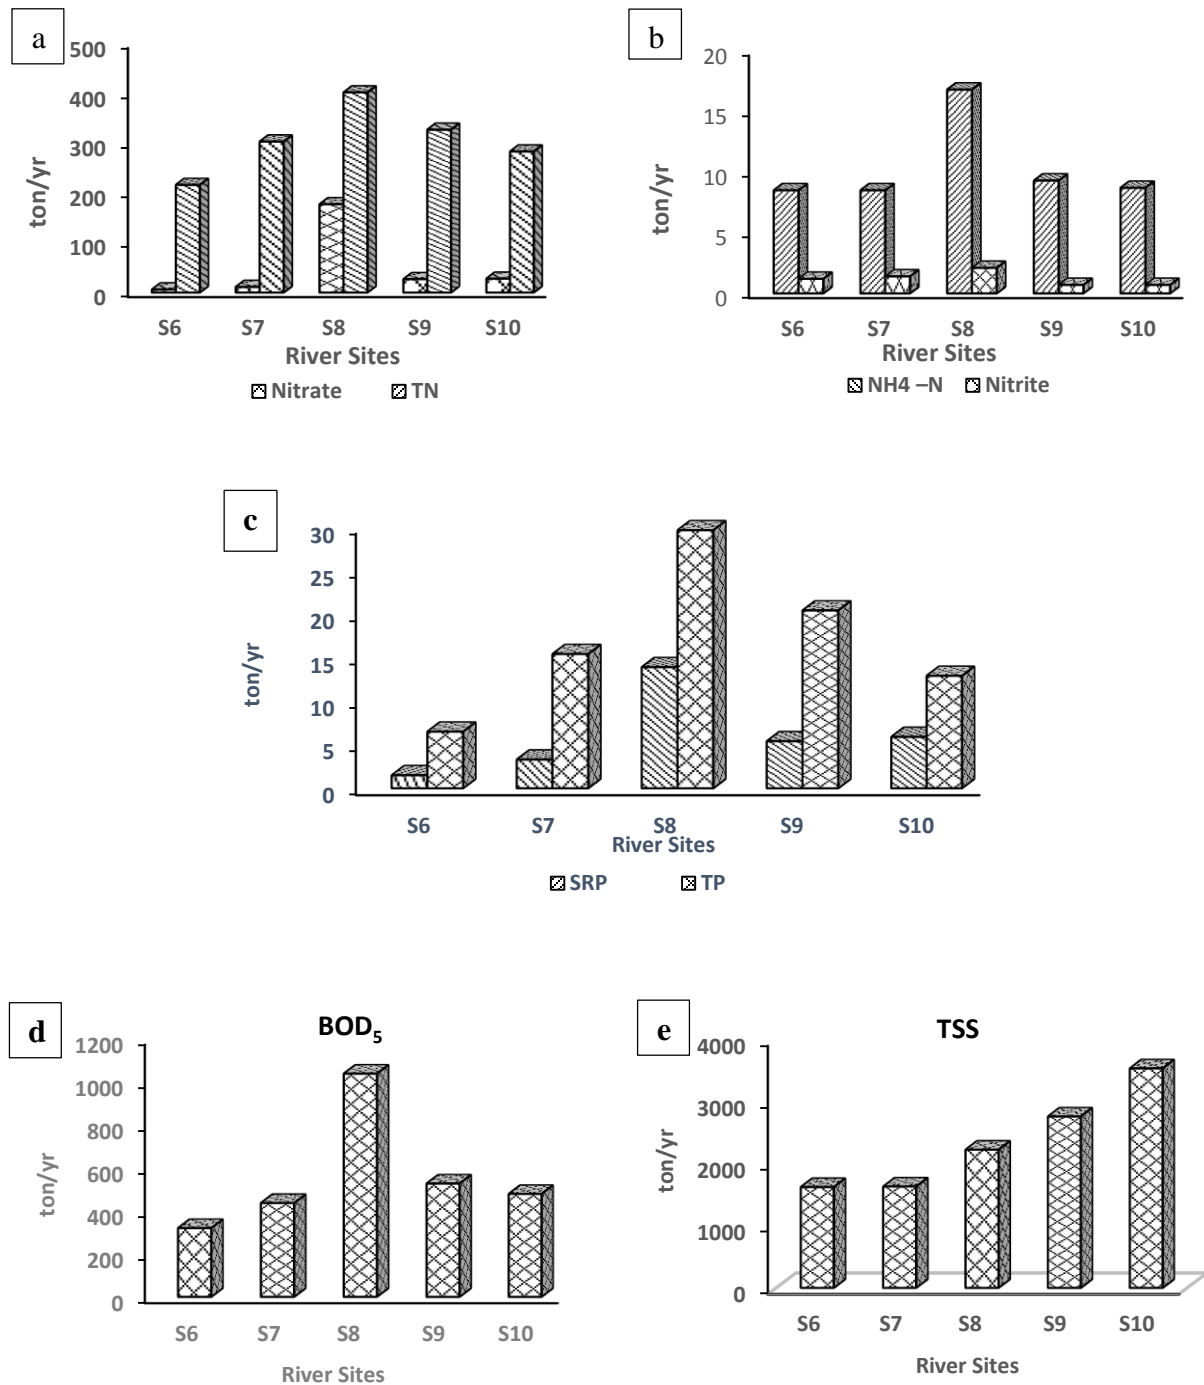 a
500
400
300
200
100
0
ton/yr
S6 S7 S8 S9 S10
River Sites
Nitrate TN
b
20
15
10
5
0
ton/yr
S6 S7 S8 S9 S10
River Sites
NH4 –N Nitrite
c
30
25
20
15
10
5
0
ton/yr
S6 S7 S8 S9 S10
River Sites
SRP TP
d
BOD5
1200
1000
800
600
400
200
0
ton/yr
S6 S7 S8 S9 S10
River Sites
e
TSS
4000
3000
2000
1000
0
ton/yr
S6 S7 S8 S9 S10
River Sites